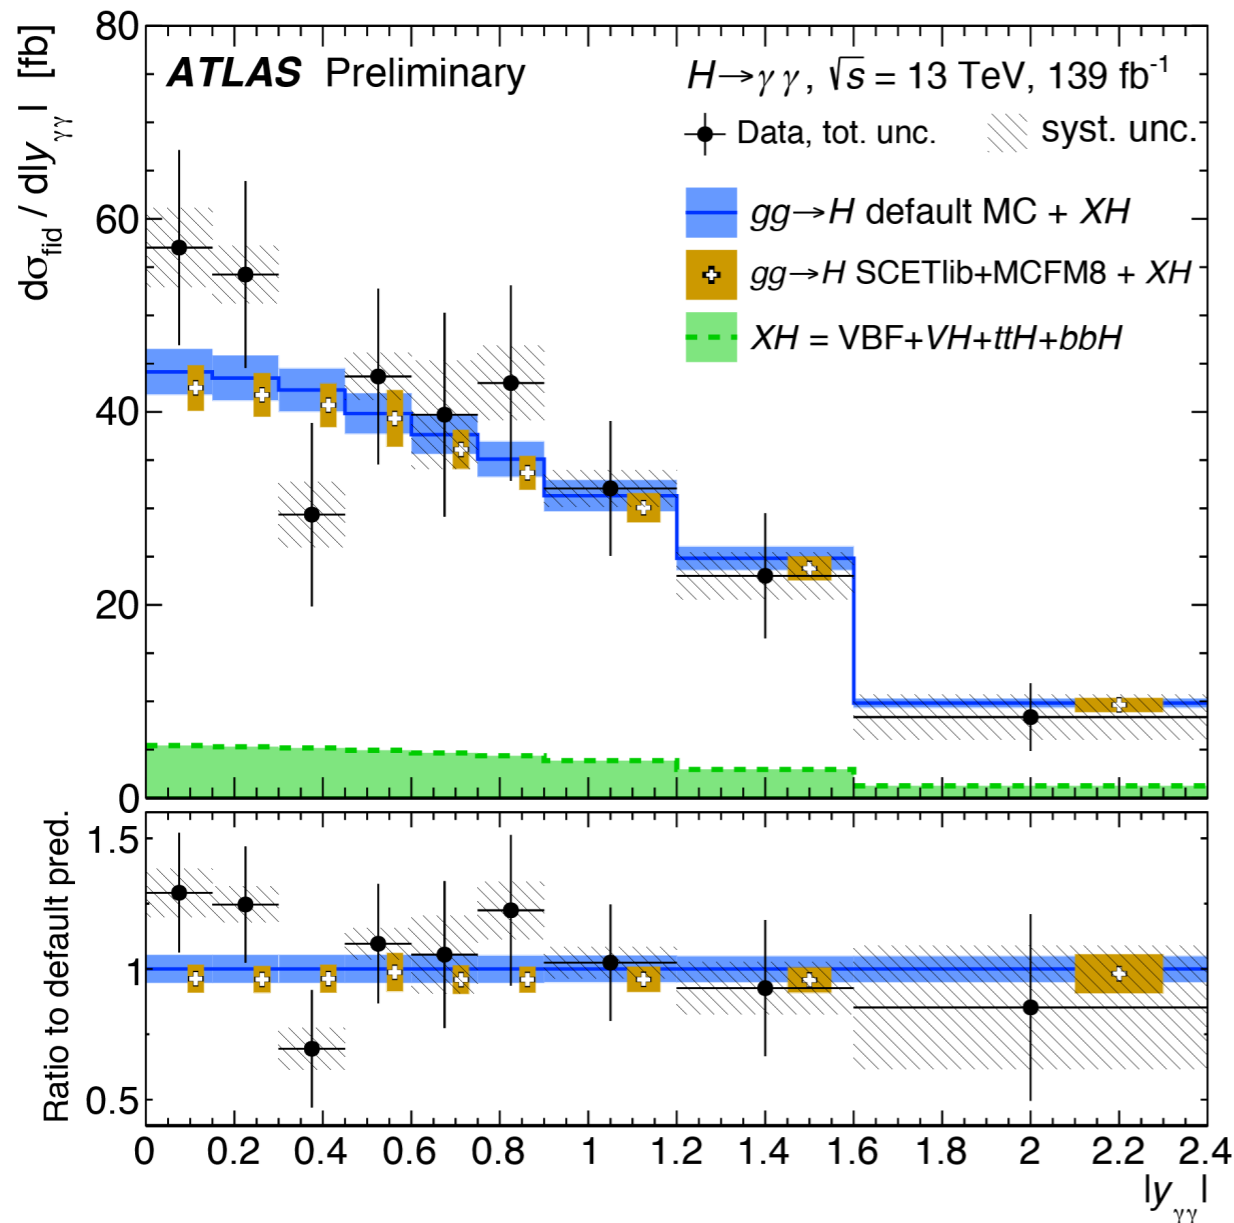 ATLAS Preliminary
H→γγ, √s = 13 TeV, 139 fb⁻¹
Data, tot. unc.
syst. unc.
gg→H default MC + XH
gg→H SCETlib+MCFM8 + XH
XH = VBF+VH+ttH+bbH
dσ_fid / d|y_γγ| [fb]
80
60
40
20
0
Ratio to default pred.
1.5
1
0.5
0 0.2 0.4 0.6 0.8 1 1.2 1.4 1.6 1.8 2 2.2 2.4
|y_γγ|